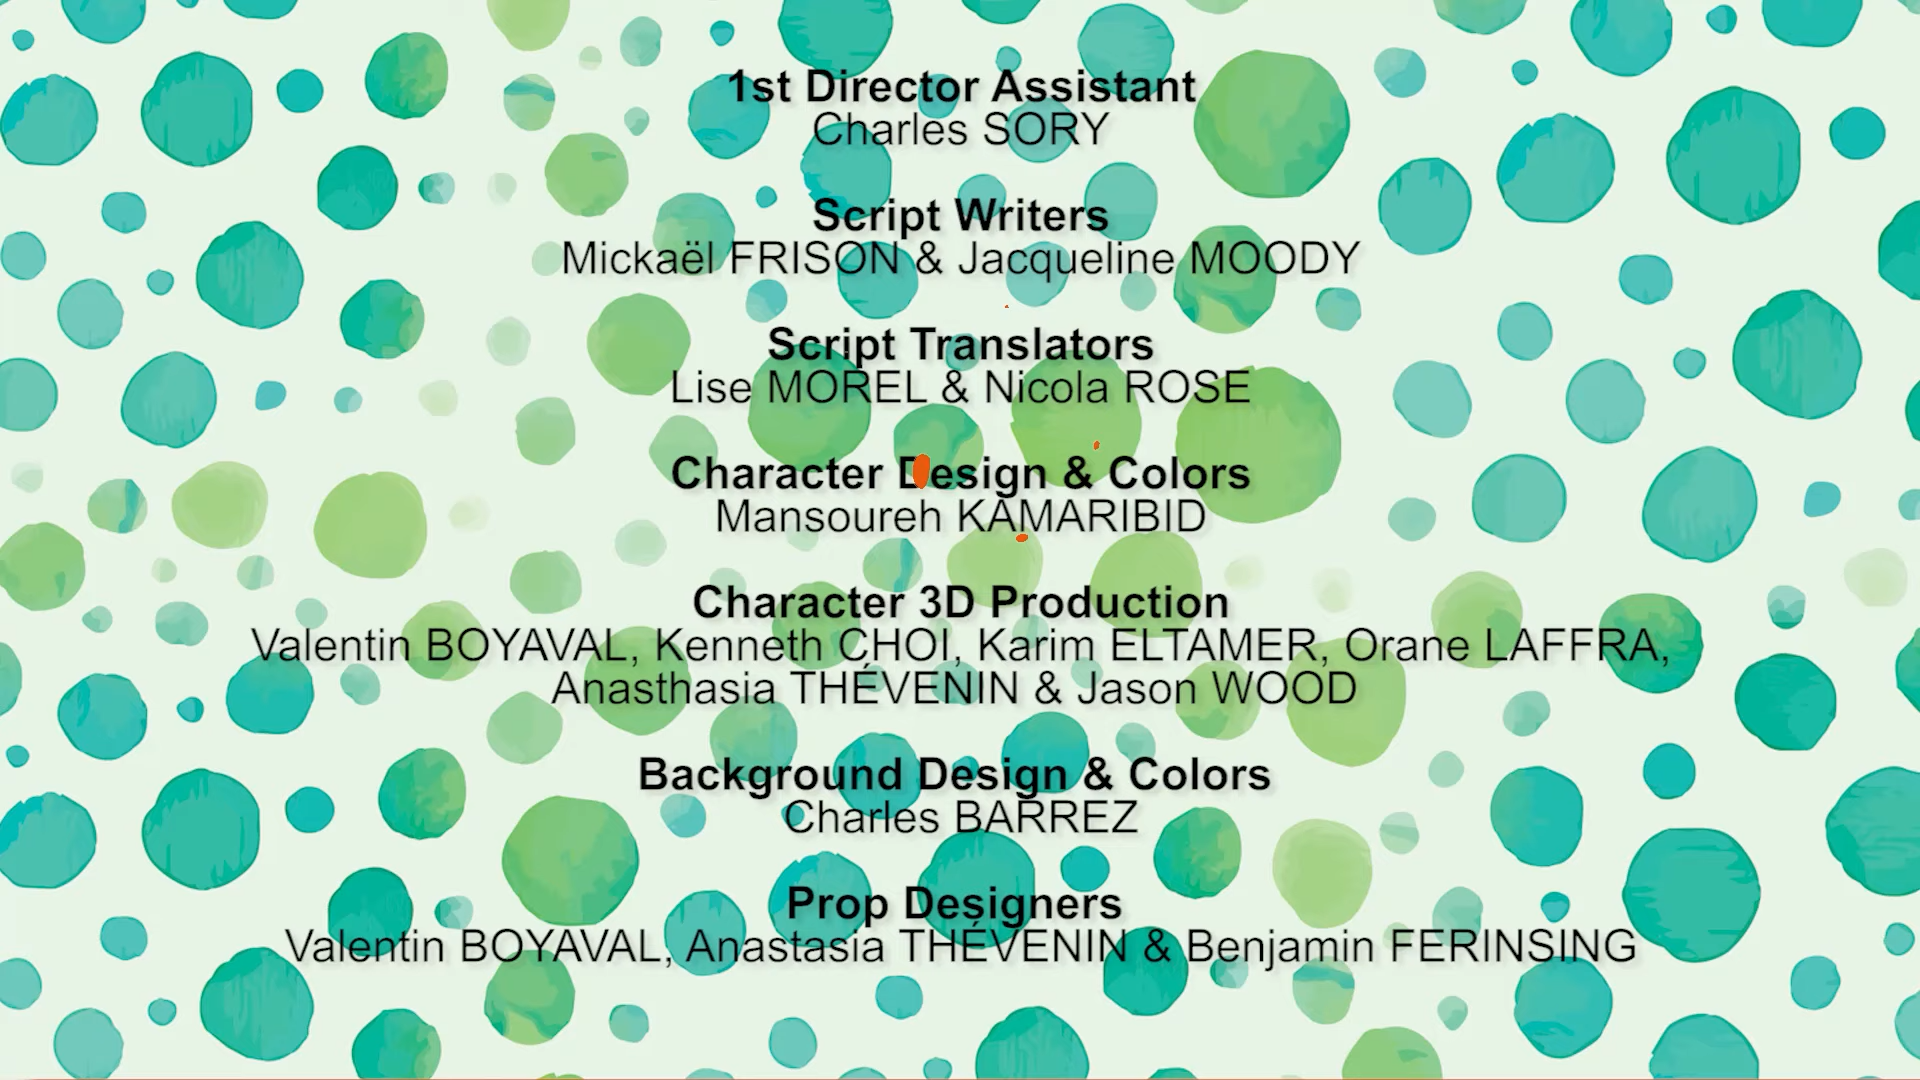 1st Director Assistant
Charles SORY
Script Writers
Mickaël FRISON & Jacqueline MOODY
Script Translators
Lise MOREL & Nicola ROSE
Character Design & Colors
Mansoureh KAMARIBID
Character 3D Production
Valentin BOYAVAL, Kenneth CHOI, Karim ELTAMER, Orane LAFFRA,
Anasthasia THÉVENIN & Jason WOOD
Background Design & Colors
Charles BARREZ
Prop Designers
Valentin BOYAVAL, Anastasia THÉVENIN & Benjamin FERINSING